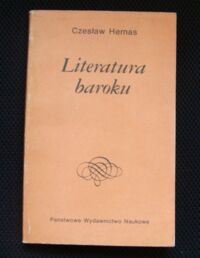 Czesław Hernas
Literatura
baroku
Państwowe Wydawnictwo Naukowe